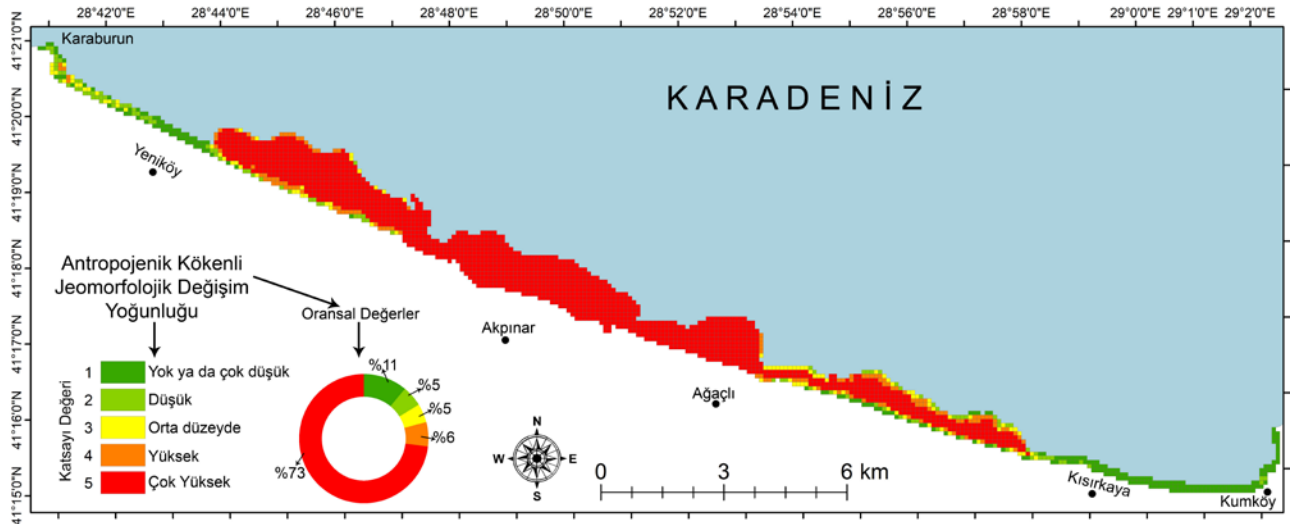 28°42'0"E 28°44'0"E 28°46'0"E 28°48'0"E 28°50'0"E 28°52'0"E 28°54'0"E 28°56'0"E 28°58'0"E 29°0'0"E 29°1'0"E 29°2'0"E
41°21'0"N
41°20'0"N
41°19'0"N
41°18'0"N
41°17'0"N
41°16'0"N
41°15'0"N
Karaburun
KARADENİZ
Yeniköy
Akpınar
Ağaçlı
Kısırkaya
Kumköy
Antropojenik Kökenli
Jeomorfolojik Değişim
Yoğunluğu
Oransal Değerler
Katsayı Değeri
1 Yok ya da çok düşük
2 Düşük
3 Orta düzeyde
4 Yüksek
5 Çok Yüksek
%11
%5
%5
%6
%73
N
W E
S
0 3 6 km